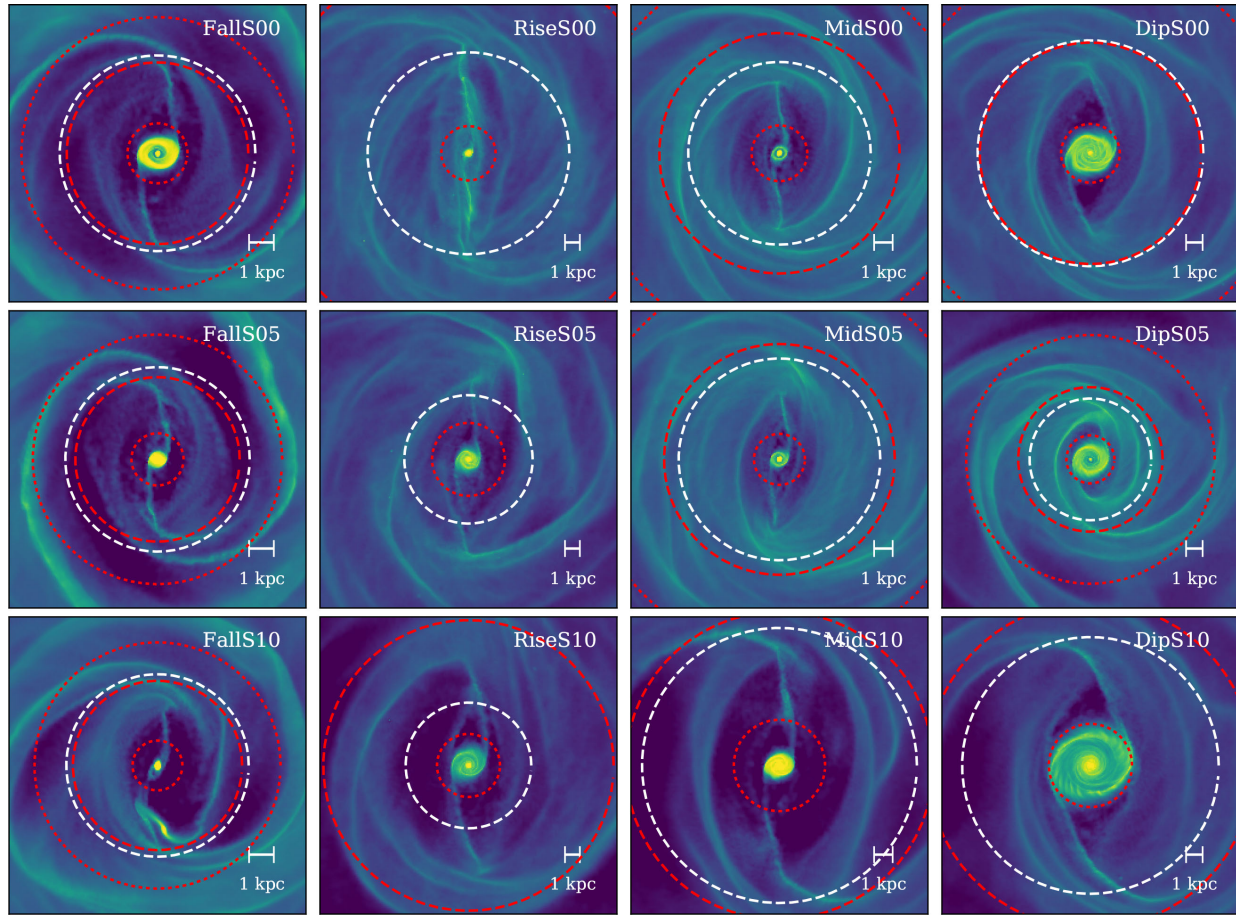 FallS00
1 kpc
RiseS00
1 kpc
MidS00
1 kpc
DipS00
1 kpc
FallS05
1 kpc
RiseS05
1 kpc
MidS05
1 kpc
DipS05
1 kpc
FallS10
1 kpc
RiseS10
1 kpc
MidS10
1 kpc
DipS10
1 kpc